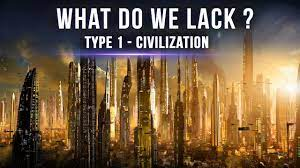 WHAT DO WE LACK ?
TYPE 1 - CIVILIZATION